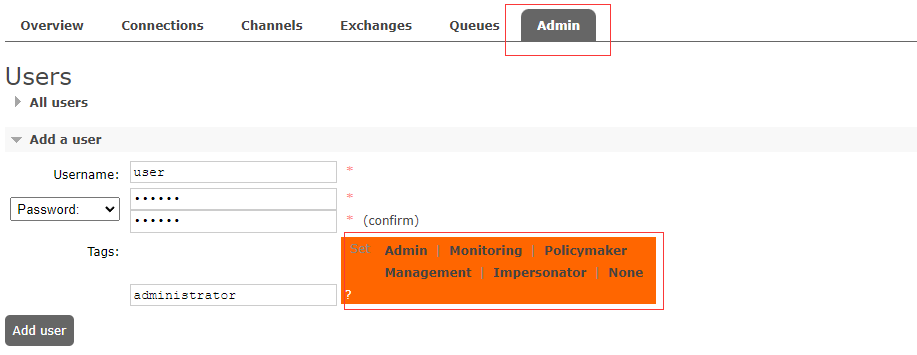 Overview Connections Channels Exchanges Queues Admin
Users
All users
Add a user
Username: user *
Password: •••••• *
•••••• * (confirm)
Tags: Set Admin | Monitoring | Policymaker
Management | Impersonator | None
administrator ?
Add user